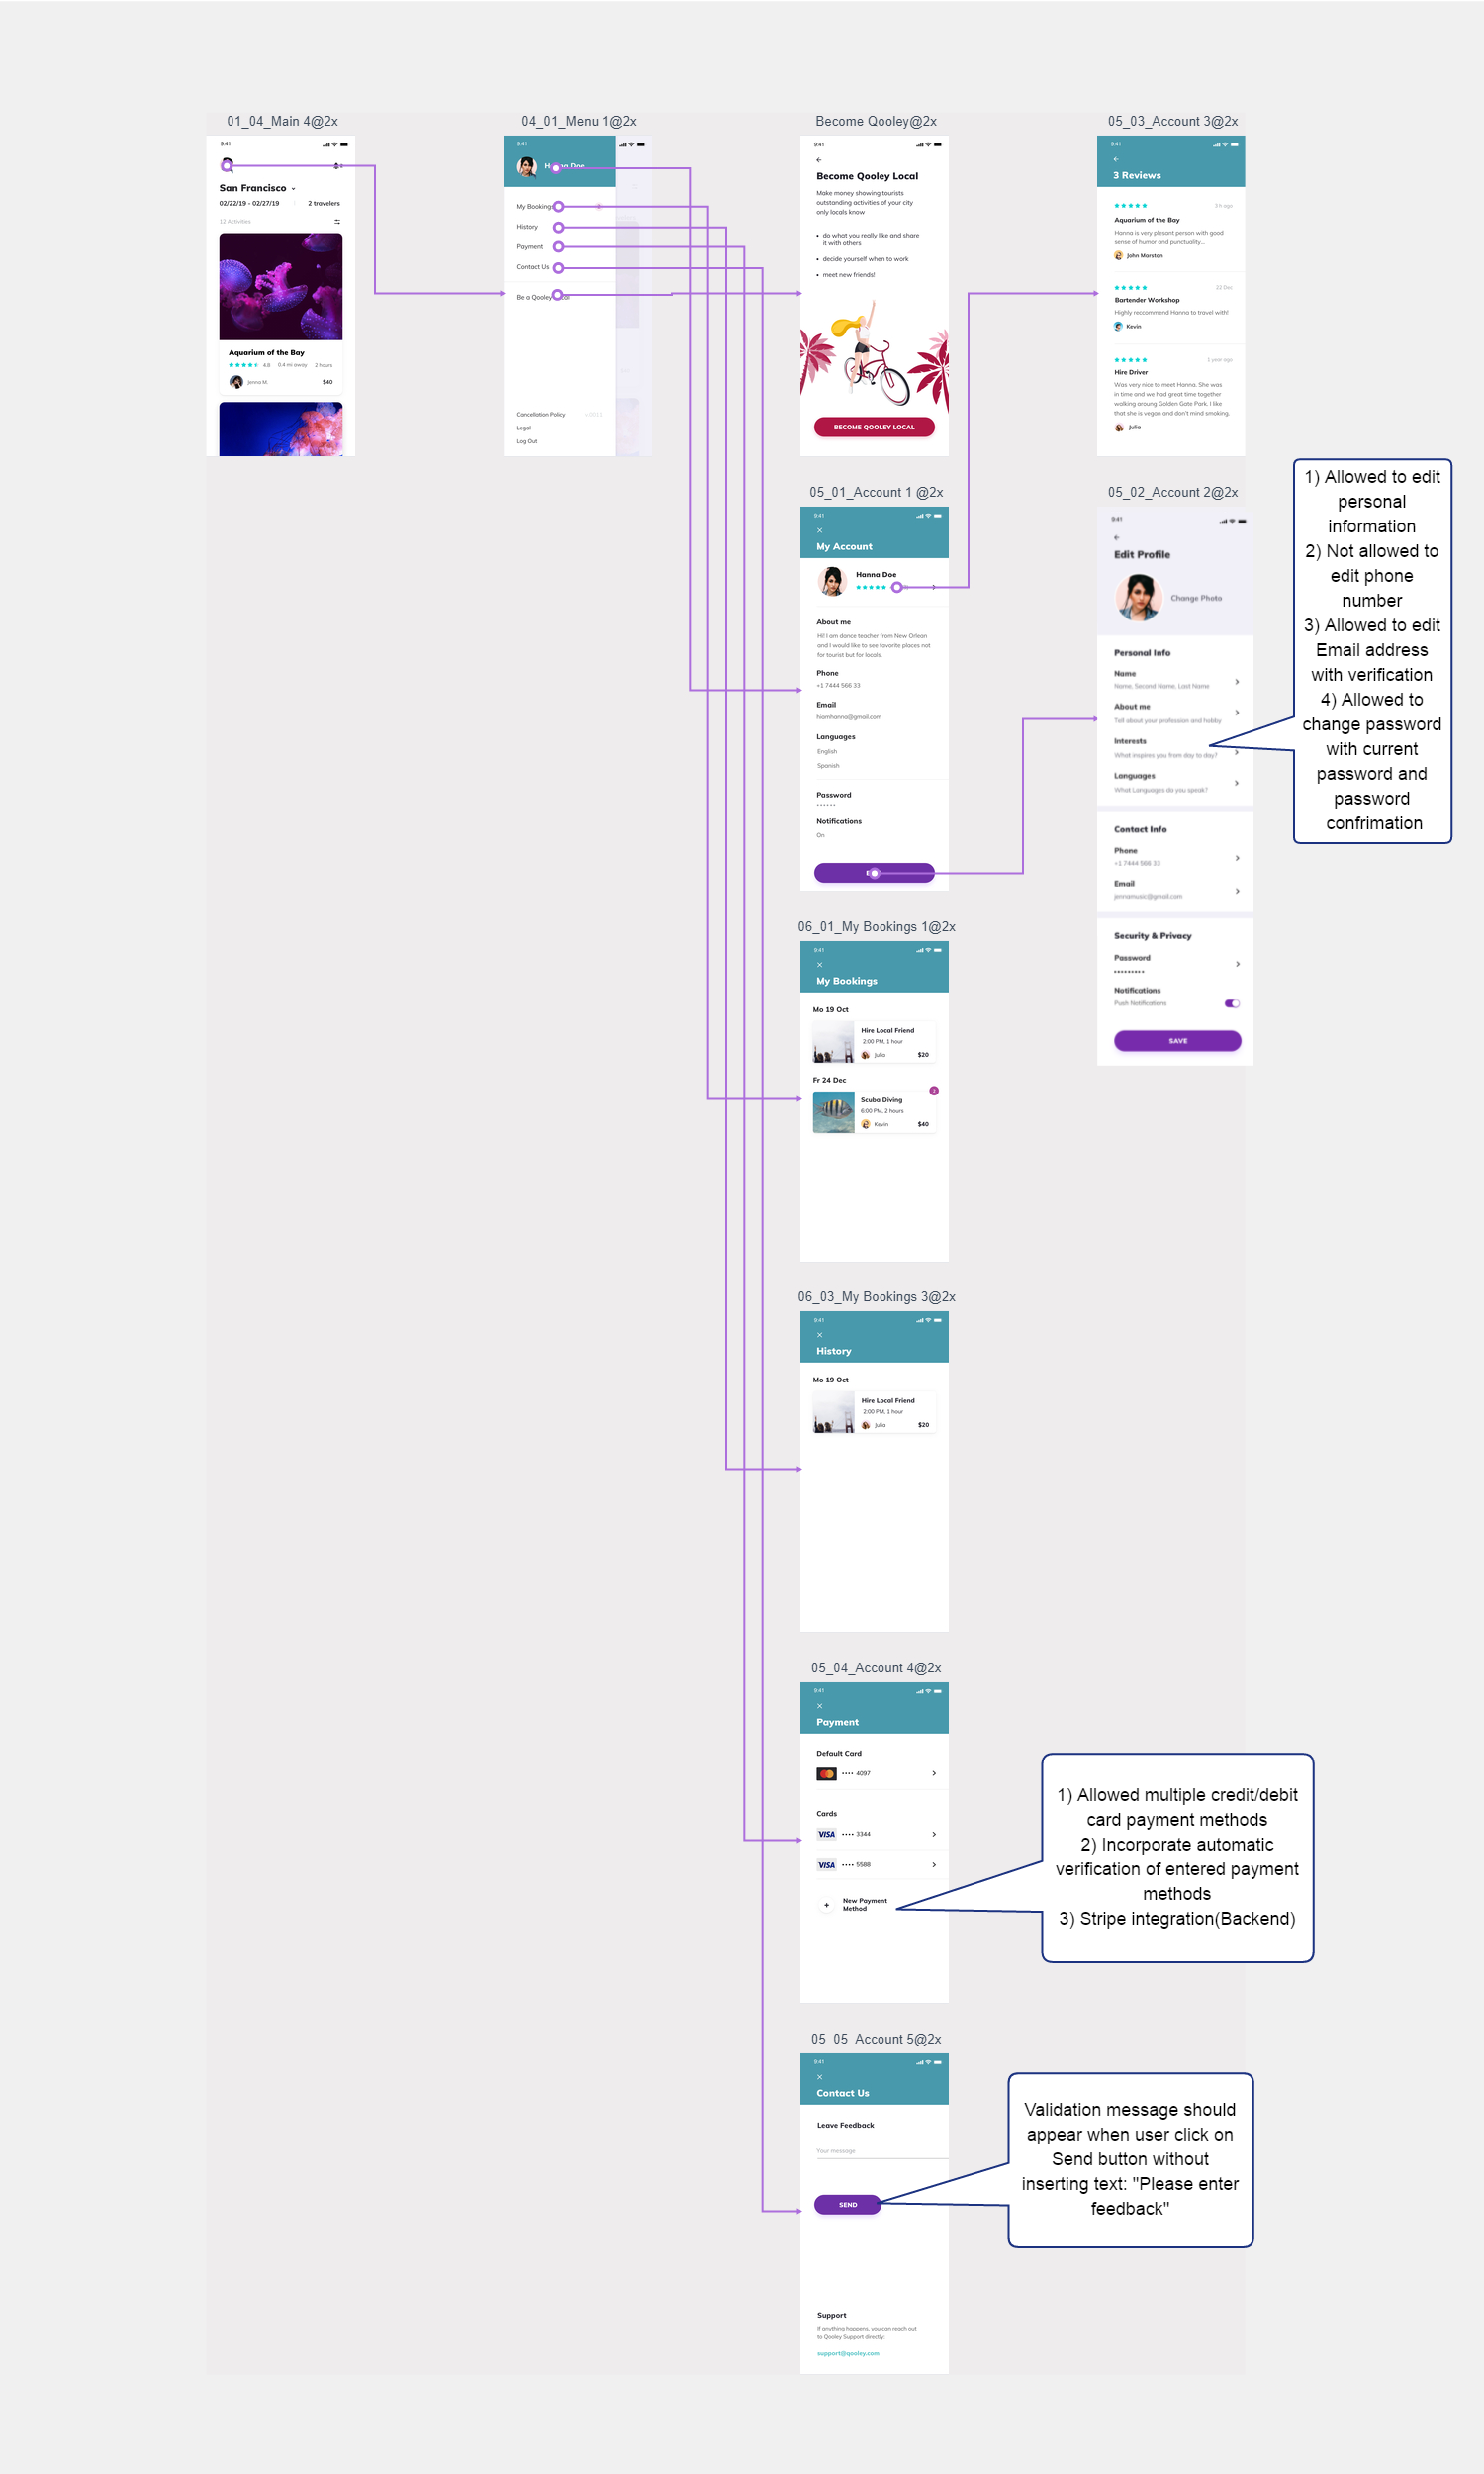 01_04_Main 4@2x
9:41
San Francisco
02/22/19 - 02/27/19
2 travelers
12 Activities
Aquarium of the Bay
4.8
0.4 mi away
2 hours
Jenna M.
$40
04_01_Menu 1@2x
9:41
My Bookings
History
Payment
Contact Us
Be a Qooley
Cancellation Policy
Legal
Log Out
Become Qooley@2x
9:41
Become Qooley Local
Make money showing tourists
outstanding activities of your city
only locals know
• do what you really like and share
it with others
• decide yourself when to work
• meet new friends!
BECOME QOOLEY LOCAL
05_03_Account 3@2x
9:41
3 Reviews
3 h ago
Aquarium of the Bay
Hanna is very pleasant person with good
sense of humor and punctuality...
John Marston
22 Dec
Bartender Workshop
Highly reccommend Hanna to travel with!
Kevin
1 year ago
Hire Driver
Was very nice to meet Hanna. She was
in time and we had great time together
walking aroung Golden Gate Park. I like
that she is vegan and don't mind smoking.
Julia
05_01_Account 1 @2x
9:41
My Account
Hanna Doe
About me
Hi! I am dance teacher from New Orlean
and I would like to see favorite places not
for tourist but for locals.
Phone
+1 7444 566 33
Email
Hamhanna@gmail.com
Languages
English
Spanish
Password
••••••
Notifications
On
05_02_Account 2@2x
9:41
Edit Profile
Change Photo
Personal Info
Name
Name, Second Name, Last Name
About me
Tell about your profession and hobby
Interests
What inspires you from day to day?
Languages
What Languages do you speak?
Contact Info
Phone
+1 7444 566 33
Email
jennamusic@gmail.com
Security & Privacy
Password
•••••••••
Notifications
Push Notifications
SAVE
1) Allowed to edit
personal
information
2) Not allowed to
edit phone
number
3) Allowed to edit
Email address
with verification
4) Allowed to
change password
with current
password and
password
confrimation
06_01_My Bookings 1@2x
9:41
My Bookings
Mo 19 Oct
Hire Local Friend
2:00 PM, 1 hour
Julia
$20
Fr 24 Dec
Scuba Diving
6:00 PM, 2 hours
Kevin
$40
06_03_My Bookings 3@2x
9:41
History
Mo 19 Oct
Hire Local Friend
2:00 PM, 1 hour
Julia
$20
05_04_Account 4@2x
9:41
Payment
Default Card
•••• 4097
Cards
VISA •••• 3344
VISA •••• 5588
+ New Payment
Method
1) Allowed multiple credit/debit
card payment methods
2) Incorporate automatic
verification of entered payment
methods
3) Stripe integration(Backend)
05_05_Account 5@2x
9:41
Contact Us
Leave Feedback
Your message
SEND
Validation message should
appear when user click on
Send button without
inserting text: "Please enter
feedback"
Support
If anything happens, you can reach out
to Qooley Support directly:
support@qooley.com